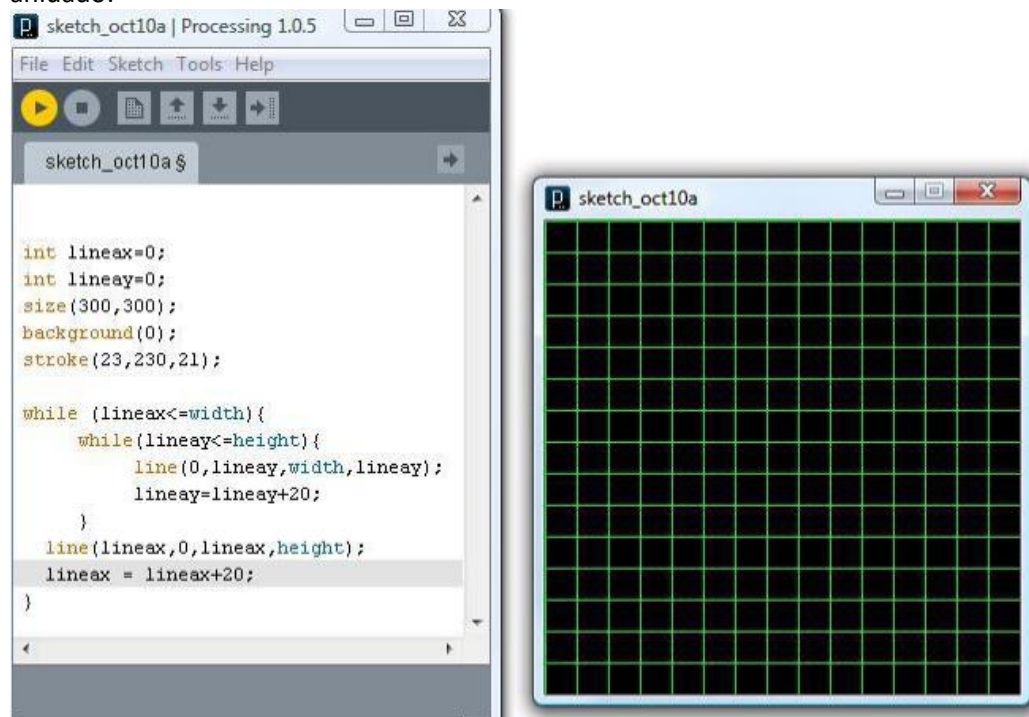 sketch_oct10a | Processing 1.0.5
File Edit Sketch Tools Help
sketch_oct10a §
int lineax=0;
int lineay=0;
size(300,300);
background(0);
stroke(23,230,21);
while (lineax<=width){
while(lineay<=height){
line(0,lineay,width,lineay);
lineay=lineay+20;
}
line(lineax,0,lineax,height);
lineax = lineax+20;
}
sketch_oct10a